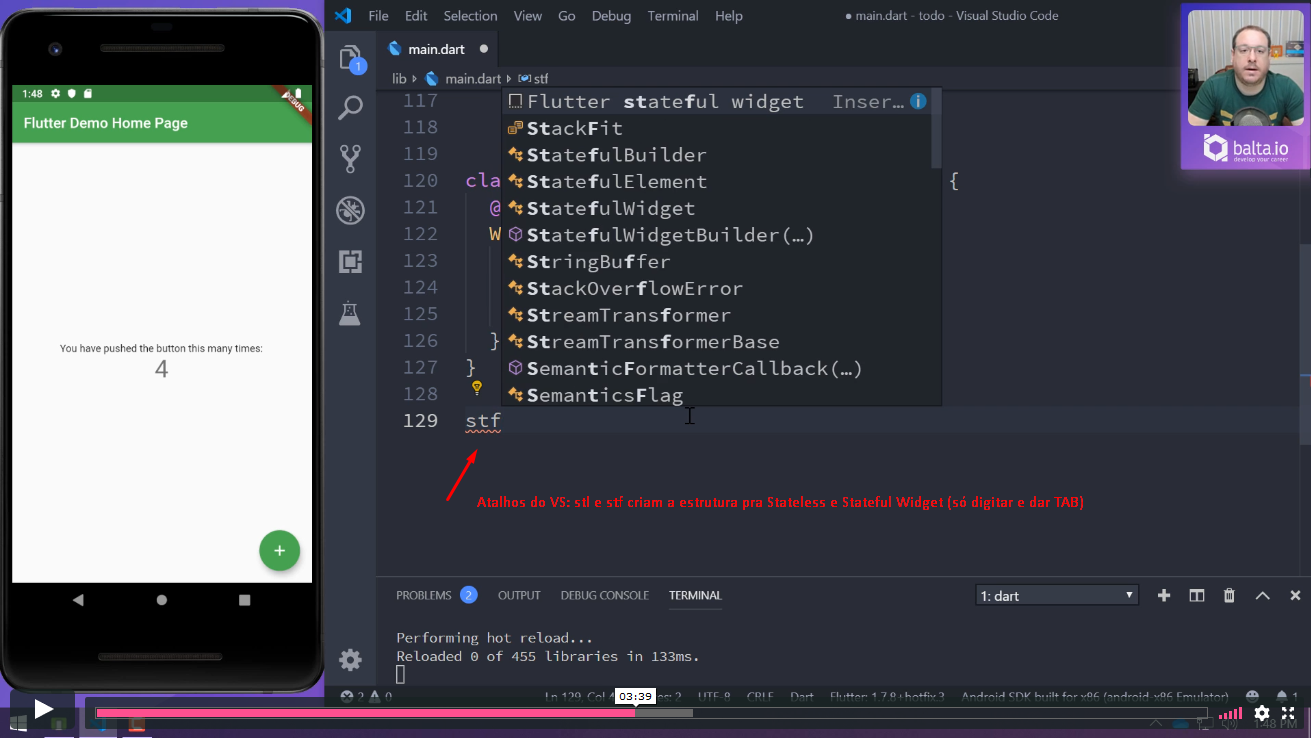 File Edit Selection View Go Debug Terminal Help
● main.dart - todo - Visual Studio Code
main.dart ●
lib main.dart stf
1
1:48
DEBUG
Flutter Demo Home Page
You have pushed the button this many times:
4
+
117
118
119
120 cla {
121 @
122 W
123
124
125
126 }
127 }
128
129 stf
Flutter stateful widget Inser…
StackFit
StatefulBuilder
StatefulElement
StatefulWidget
StatefulWidgetBuilder(…)
StringBuffer
StackOverflowError
StreamTransformer
StreamTransformerBase
SemanticFormatterCallback(…)
SemanticsFlag
Atalhos do VS: stl e stf criam a estrutura pra Stateless e Stateful Widget (só digitar e dar TAB)
PROBLEMS 2 OUTPUT DEBUG CONSOLE TERMINAL
1: dart
Performing hot reload...
Reloaded 0 of 455 libraries in 133ms.
2 0 Ln 129, Col 4 es: 2 UTF-8 CRLF Dart Flutter: 1.7.8+hotfix.3 Android SDK built for x86 (android-x86 Emulator) 1
03:39
1:48 PM
balta.io
develop your career